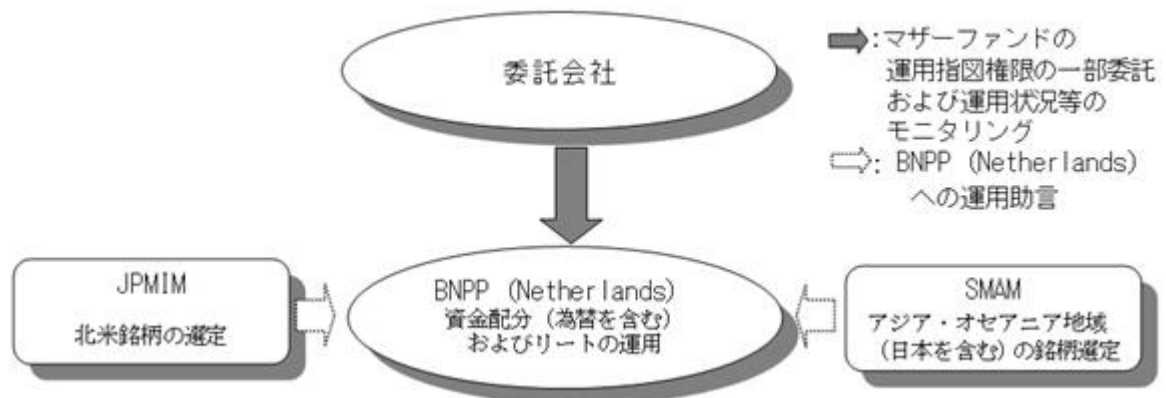 委託会社
:マザーファンドの
運用指図権限の一部委託
および運用状況等の
モニタリング
: BNPP (Netherlands)
への運用助言
JPMIM
北米銘柄の選定
BNPP (Netherlands)
資金配分（為替を含む）
およびリートの運用
SMAM
アジア・オセアニア地域
（日本を含む）の銘柄選定